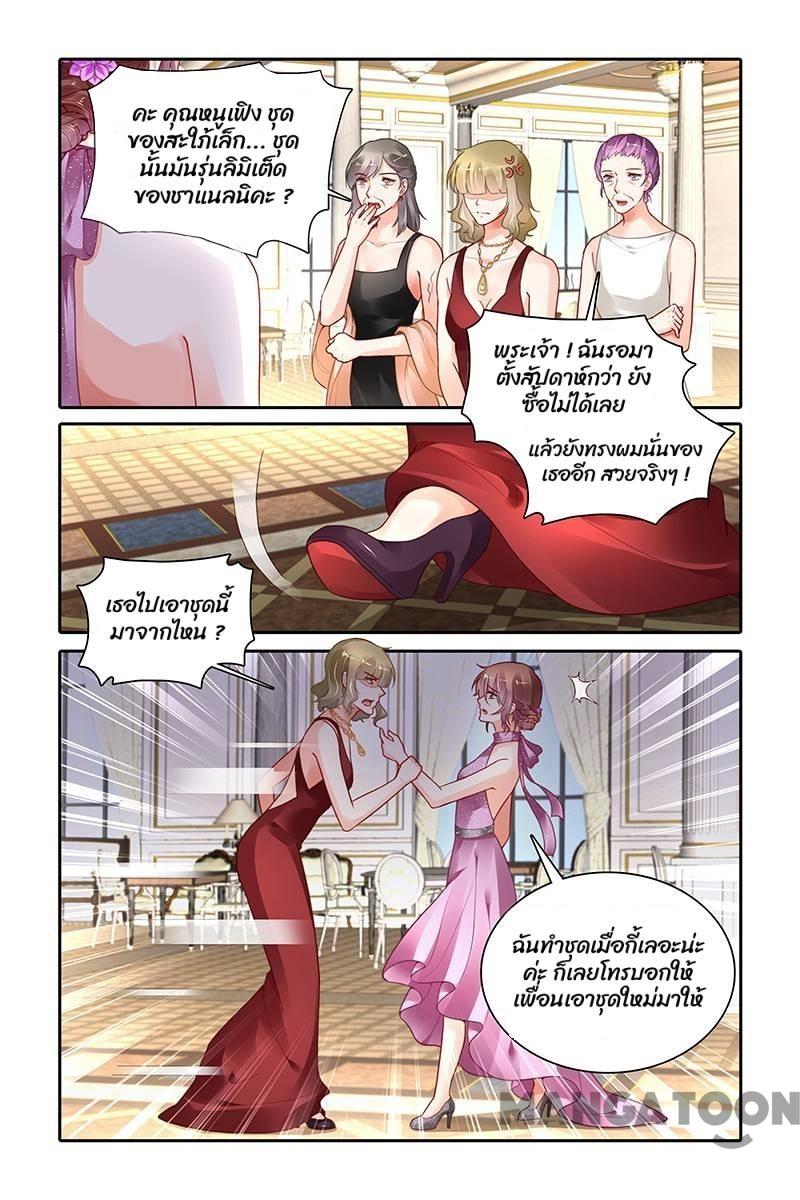 คะ คุณหนูเฟิง ชุด
ของสะใภ้เล็ก... ชุด
นั้นมันรุ่นลิมิเต็ด
ของชาแนลนิคะ ?
พระเจ้า ! ฉันรอมา
ตั้งสัปดาห์กว่า ยัง
ซื้อไม่ได้เลย
แล้วยังทรงผมนั่นของ
เธออีก สวยจริงๆ !
เธอไปเอาชุดนี้
มาจากไหน ?
ฉันทำชุดเมื่อกี้เลอะน่ะ
ค่ะ ก็เลยโทรบอกให้
เพื่อนเอาชุดใหม่มาให้
MANGATOON